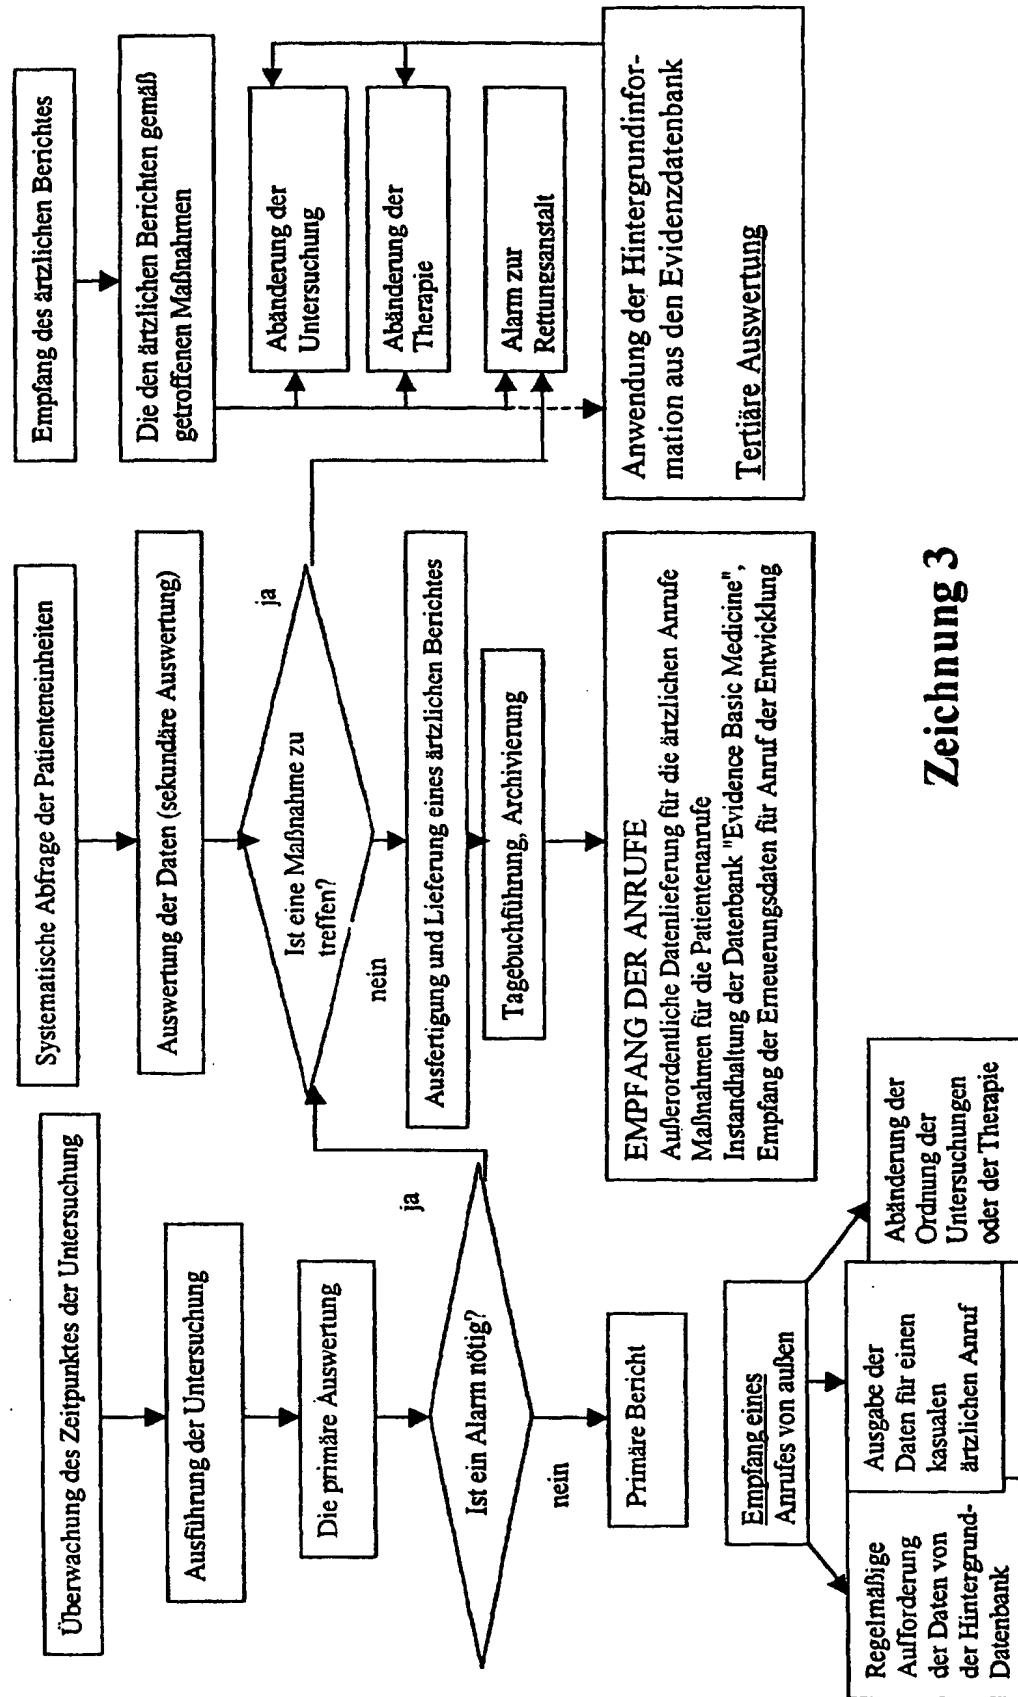 Überwachung des Zeitpunktes der Untersuchung
Ausführung der Untersuchung
Die primäre Auswertung
Ist ein Alarm nötig?
ja
nein
Primäre Bericht
Empfang eines
Anrufes von außen
Regelmäßige
Aufforderung
der Daten von
der Hintergrund-
Datenbank
Ausgabe der
Daten für einen
kasualen
ärtzlichen Anruf
Abänderung der
Ordnung der
Untersuchungen
oder der Therapie
Systematische Abfrage der Patienteneinheiten
Auswertung der Daten (sekundäre Auswertung)
Ist eine Maßnahme zu
treffen?
ja
nein
Ausfertigung und Lieferung eines ärtzlichen Berichtes
Tagebuchführung, Archivierung
EMPFANG DER ANRUFE
Außerordentliche Datenlieferung für die ärtzlichen Anrufe
Maßnahmen für die Patientenanrufe
Instandhaltung der Datenbank "Evidence Basic Medicine",
Empfang der Erneuerungsdaten für Anruf der Entwicklung
Empfang des ärtzlichen Berichtes
Die den ärtzlichen Berichten gemäß
getroffenen Maßnahmen
Abänderung der
Untersuchung
Abänderung der
Therapie
Alarm zur
Rettungsanstalt
Anwendung der Hintergrundinfor-
mation aus den Evidenzdatenbank
Tertiäre Auswertung
Zeichnung 3